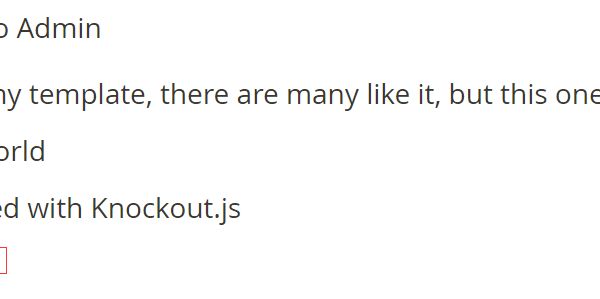 o Admin
ny template, there are many like it, but this one
orld
ed with Knockout.js